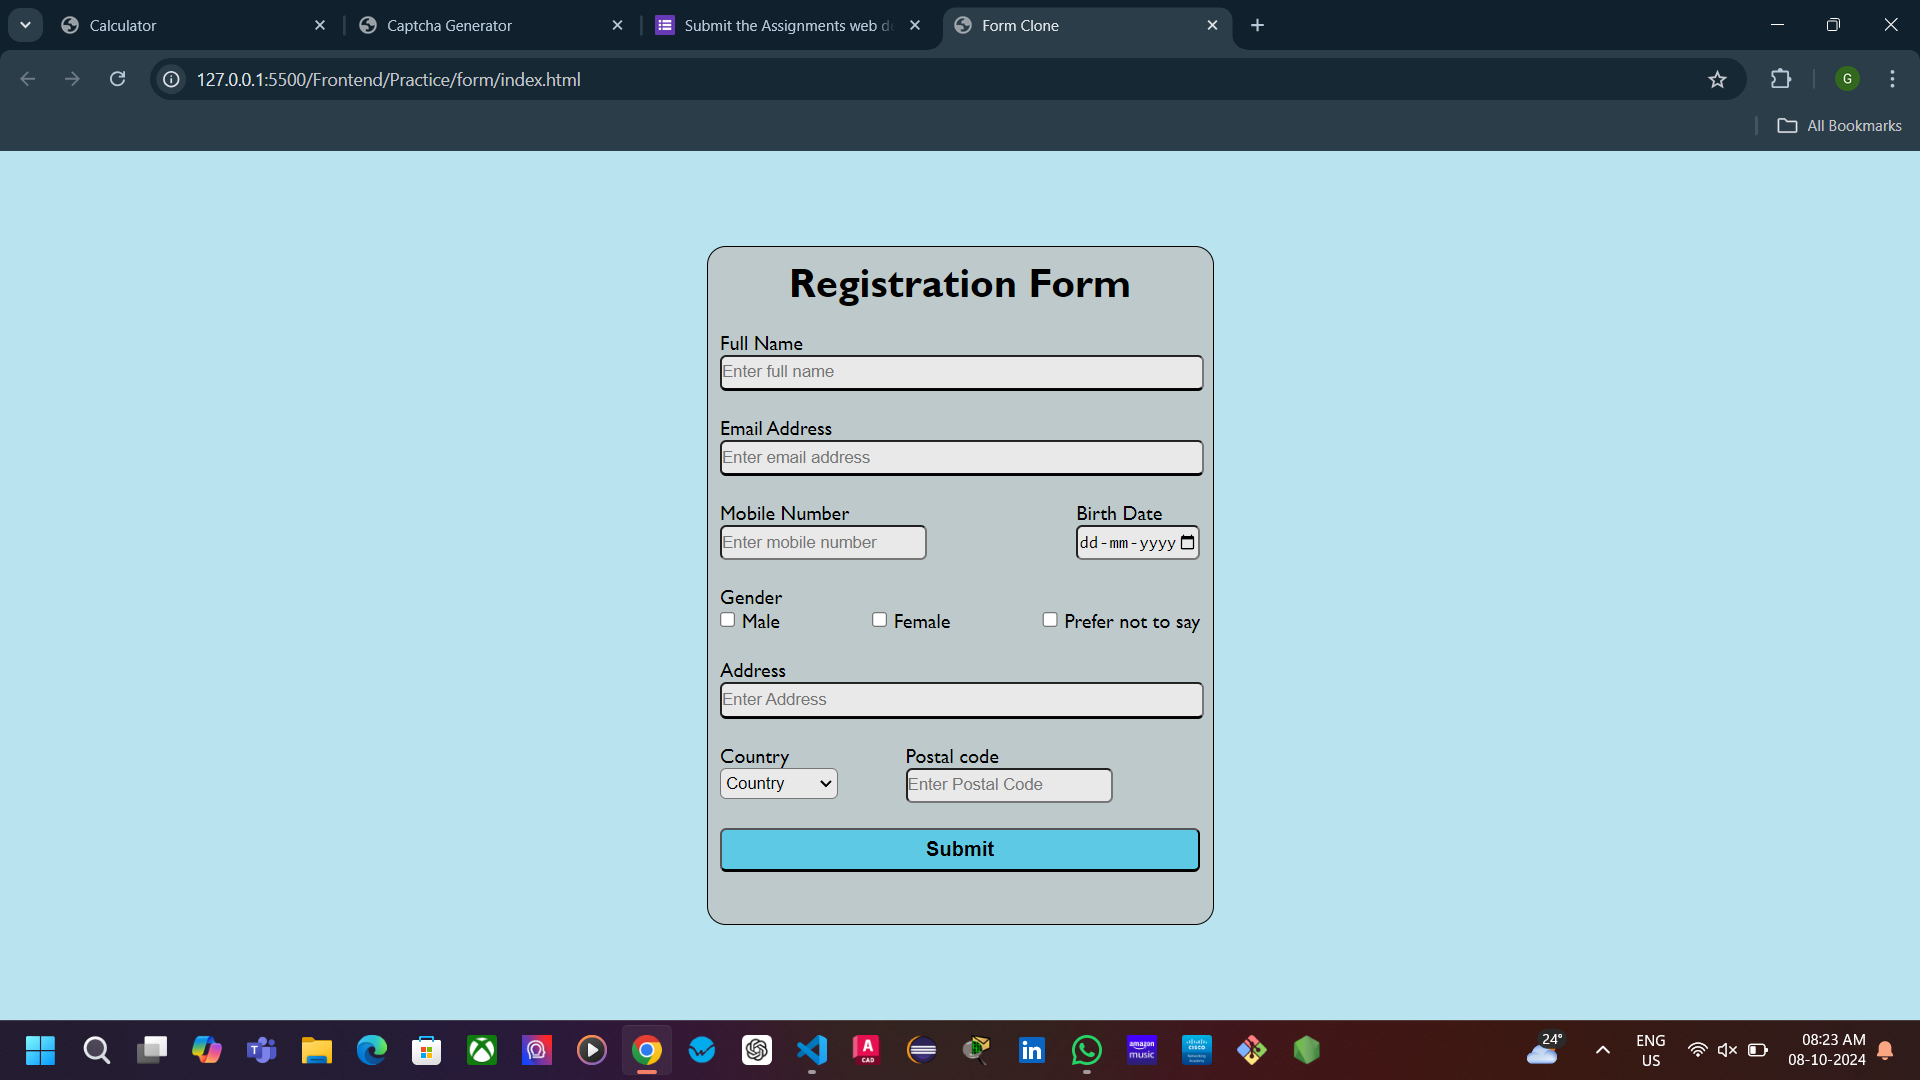 Calculator
Captcha Generator
Submit the Assignments web d
Form Clone
127.0.0.1:5500/Frontend/Practice/form/index.html
G
All Bookmarks
Registration Form
Full Name
Enter full name
Email Address
Enter email address
Mobile Number Birth Date
Enter mobile number dd-mm-yyyy
Gender
Male Female Prefer not to say
Address
Enter Address
Country Postal code
Country Enter Postal Code
Submit
A CAD
amazon music
24°
ENG
US
08:23 AM
08-10-2024